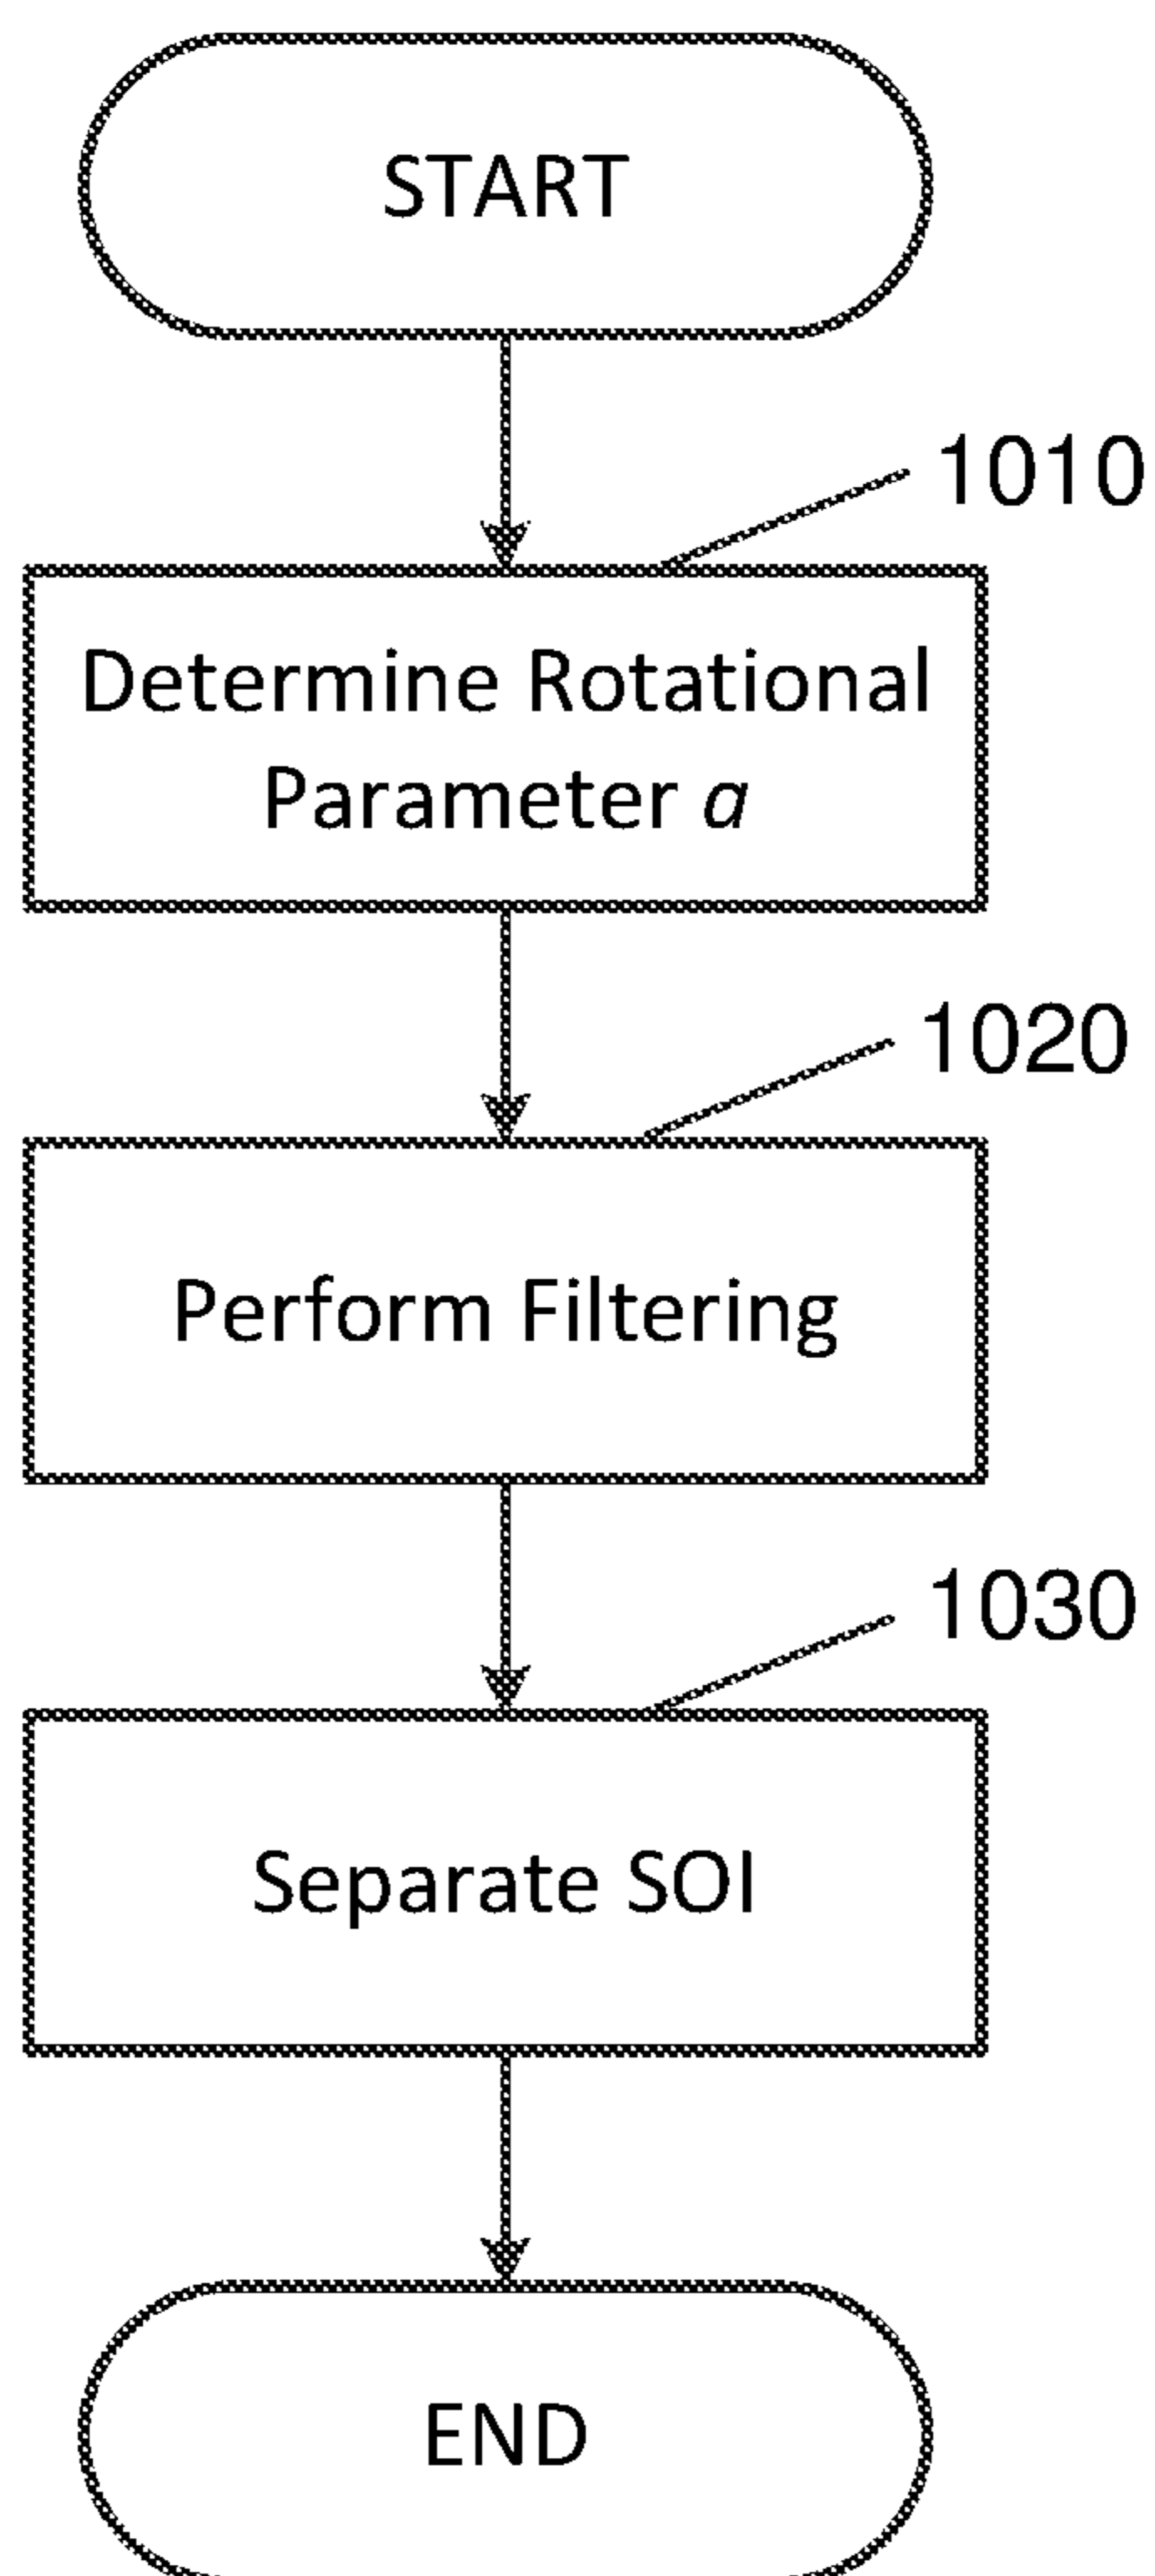 START
1010
Determine Rotational
Parameter a
1020
Perform Filtering
1030
Separate SOI
END